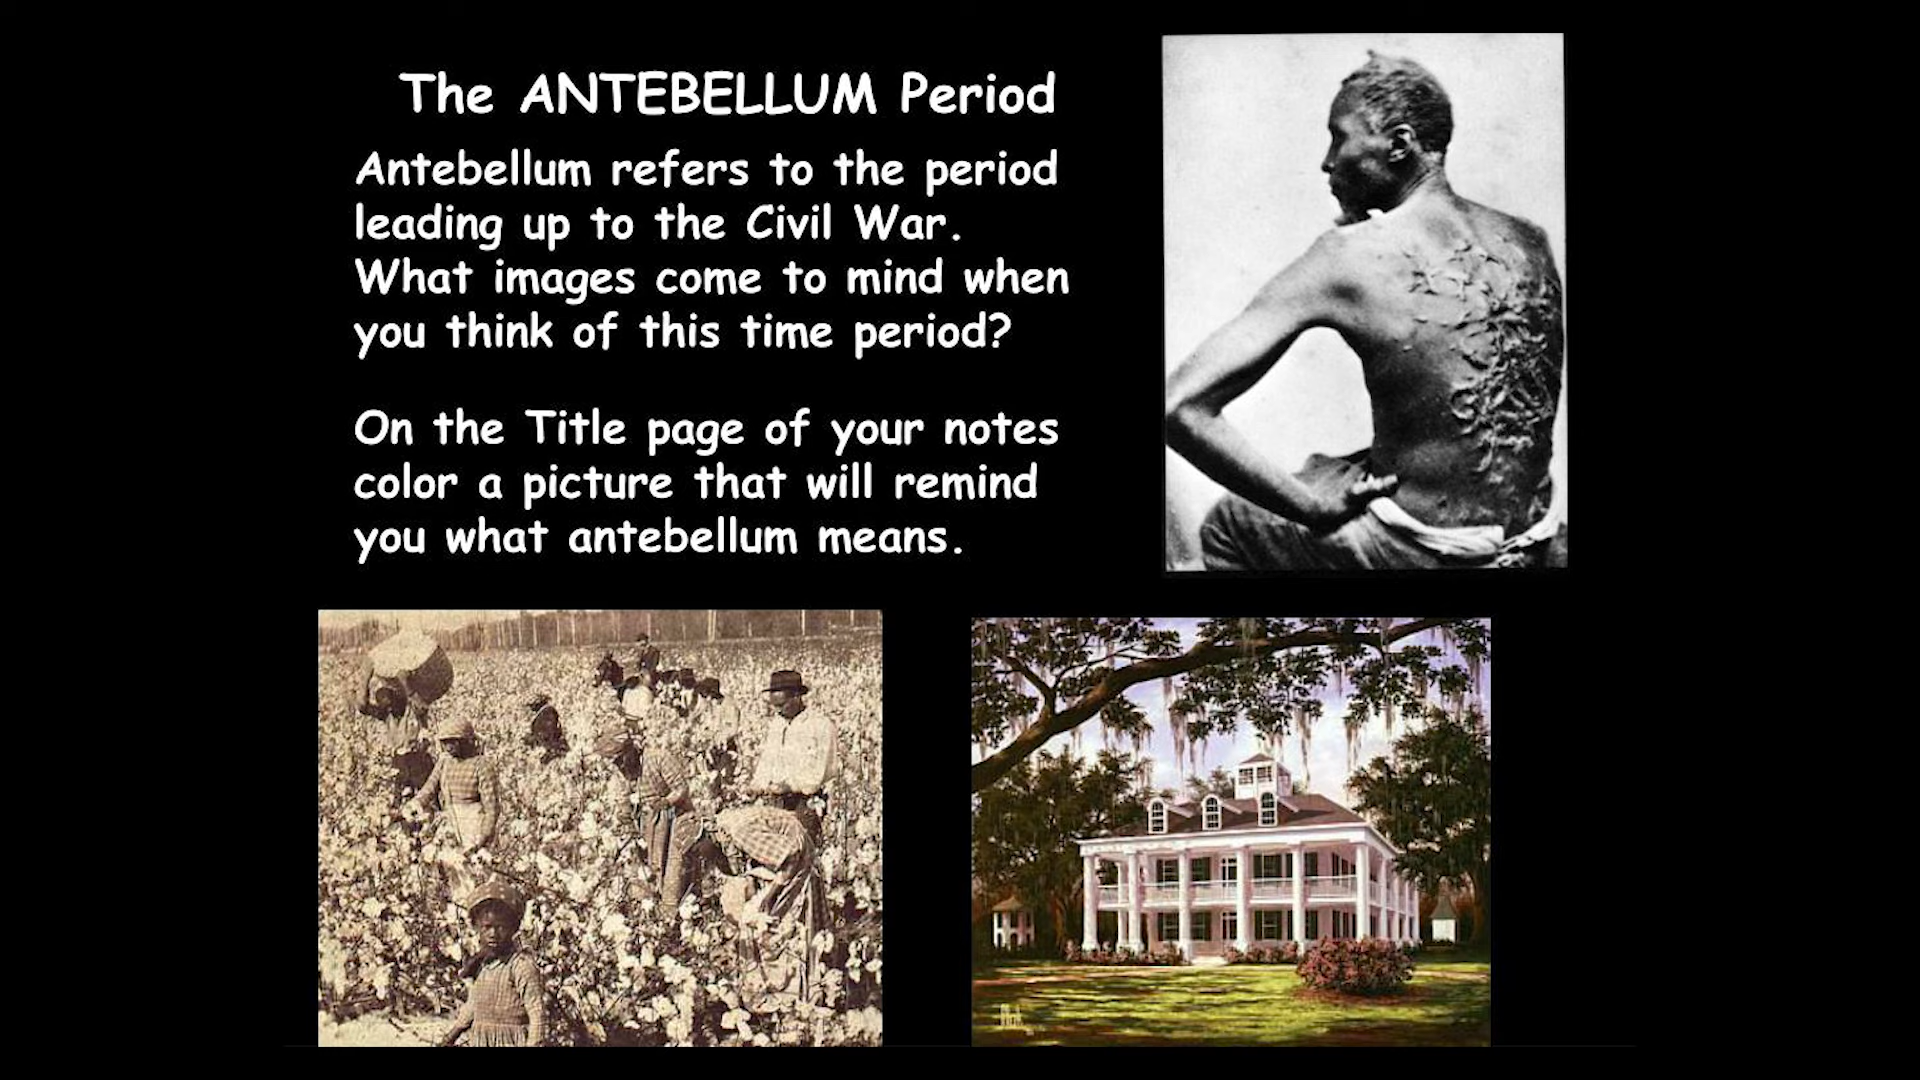 The ANTEBELLUM Period
Antebellum refers to the period
leading up to the Civil War.
What images come to mind when
you think of this time period?
On the Title page of your notes
color a picture that will remind
you what antebellum means.